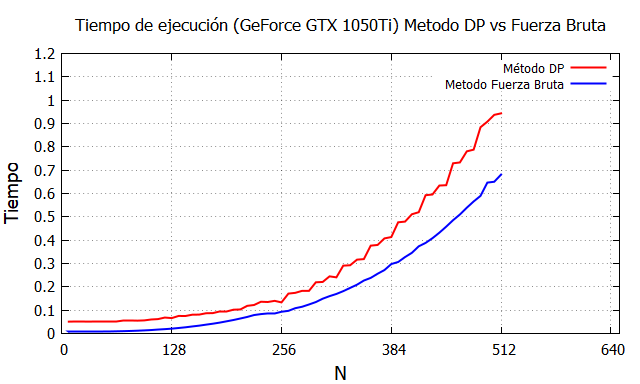 Tiempo de ejecución (GeForce GTX 1050Ti) Metodo DP vs Fuerza Bruta
1.2
1.1
1
0.9
0.8
0.7
0.6
0.5
0.4
0.3
0.2
0.1
0
Tiempo
Método DP
Metodo Fuerza Bruta
0 128 256 384 512 640
N